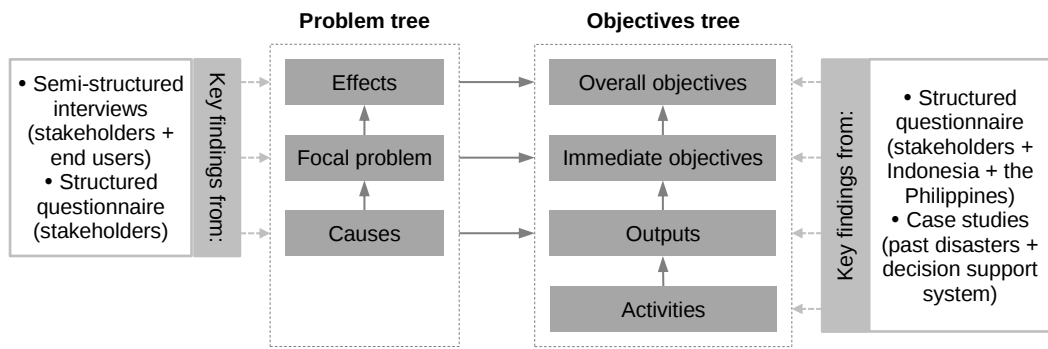 Problem tree
Objectives tree
• Semi-structured
interviews
(stakeholders +
end users)
• Structured
questionnaire
(stakeholders)
Key findings from:
Effects
Focal problem
Causes
Overall objectives
Immediate objectives
Outputs
Activities
Key findings from:
• Structured
questionnaire
(stakeholders +
Indonesia + the
Philippines)
• Case studies
(past disasters +
decision support
system)